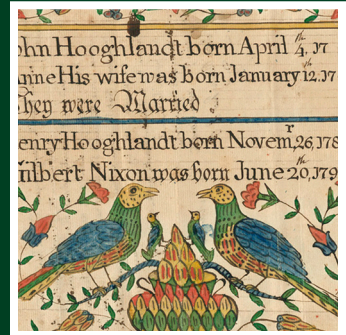 ohn Hooghlandt born April 4th, 17
nne His wife was Born January 12th, 17
hey were Married
enry Hooghlandt born Novemr, 26, 178
ilbert Nixon was born June 20th, 179